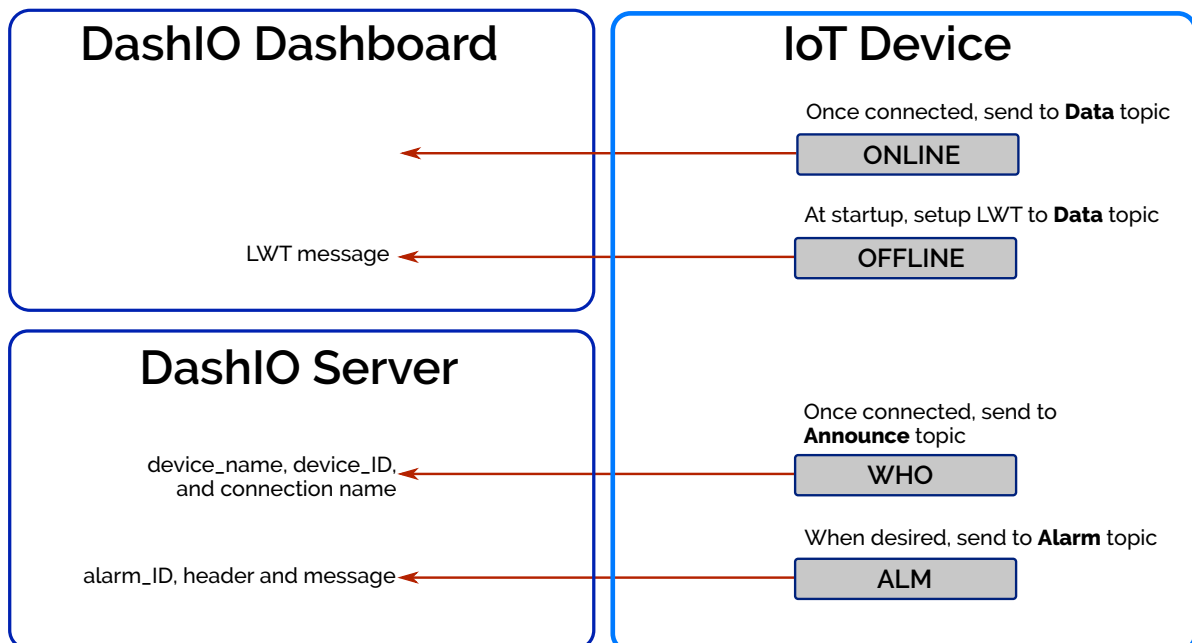 DashIO Dashboard
IoT Device
Once connected, send to Data topic
ONLINE
At startup, setup LWT to Data topic
LWT message
OFFLINE
DashIO Server
Once connected, send to
Announce topic
device_name, device_ID,
and connection name
WHO
When desired, send to Alarm topic
alarm_ID, header and message
ALM